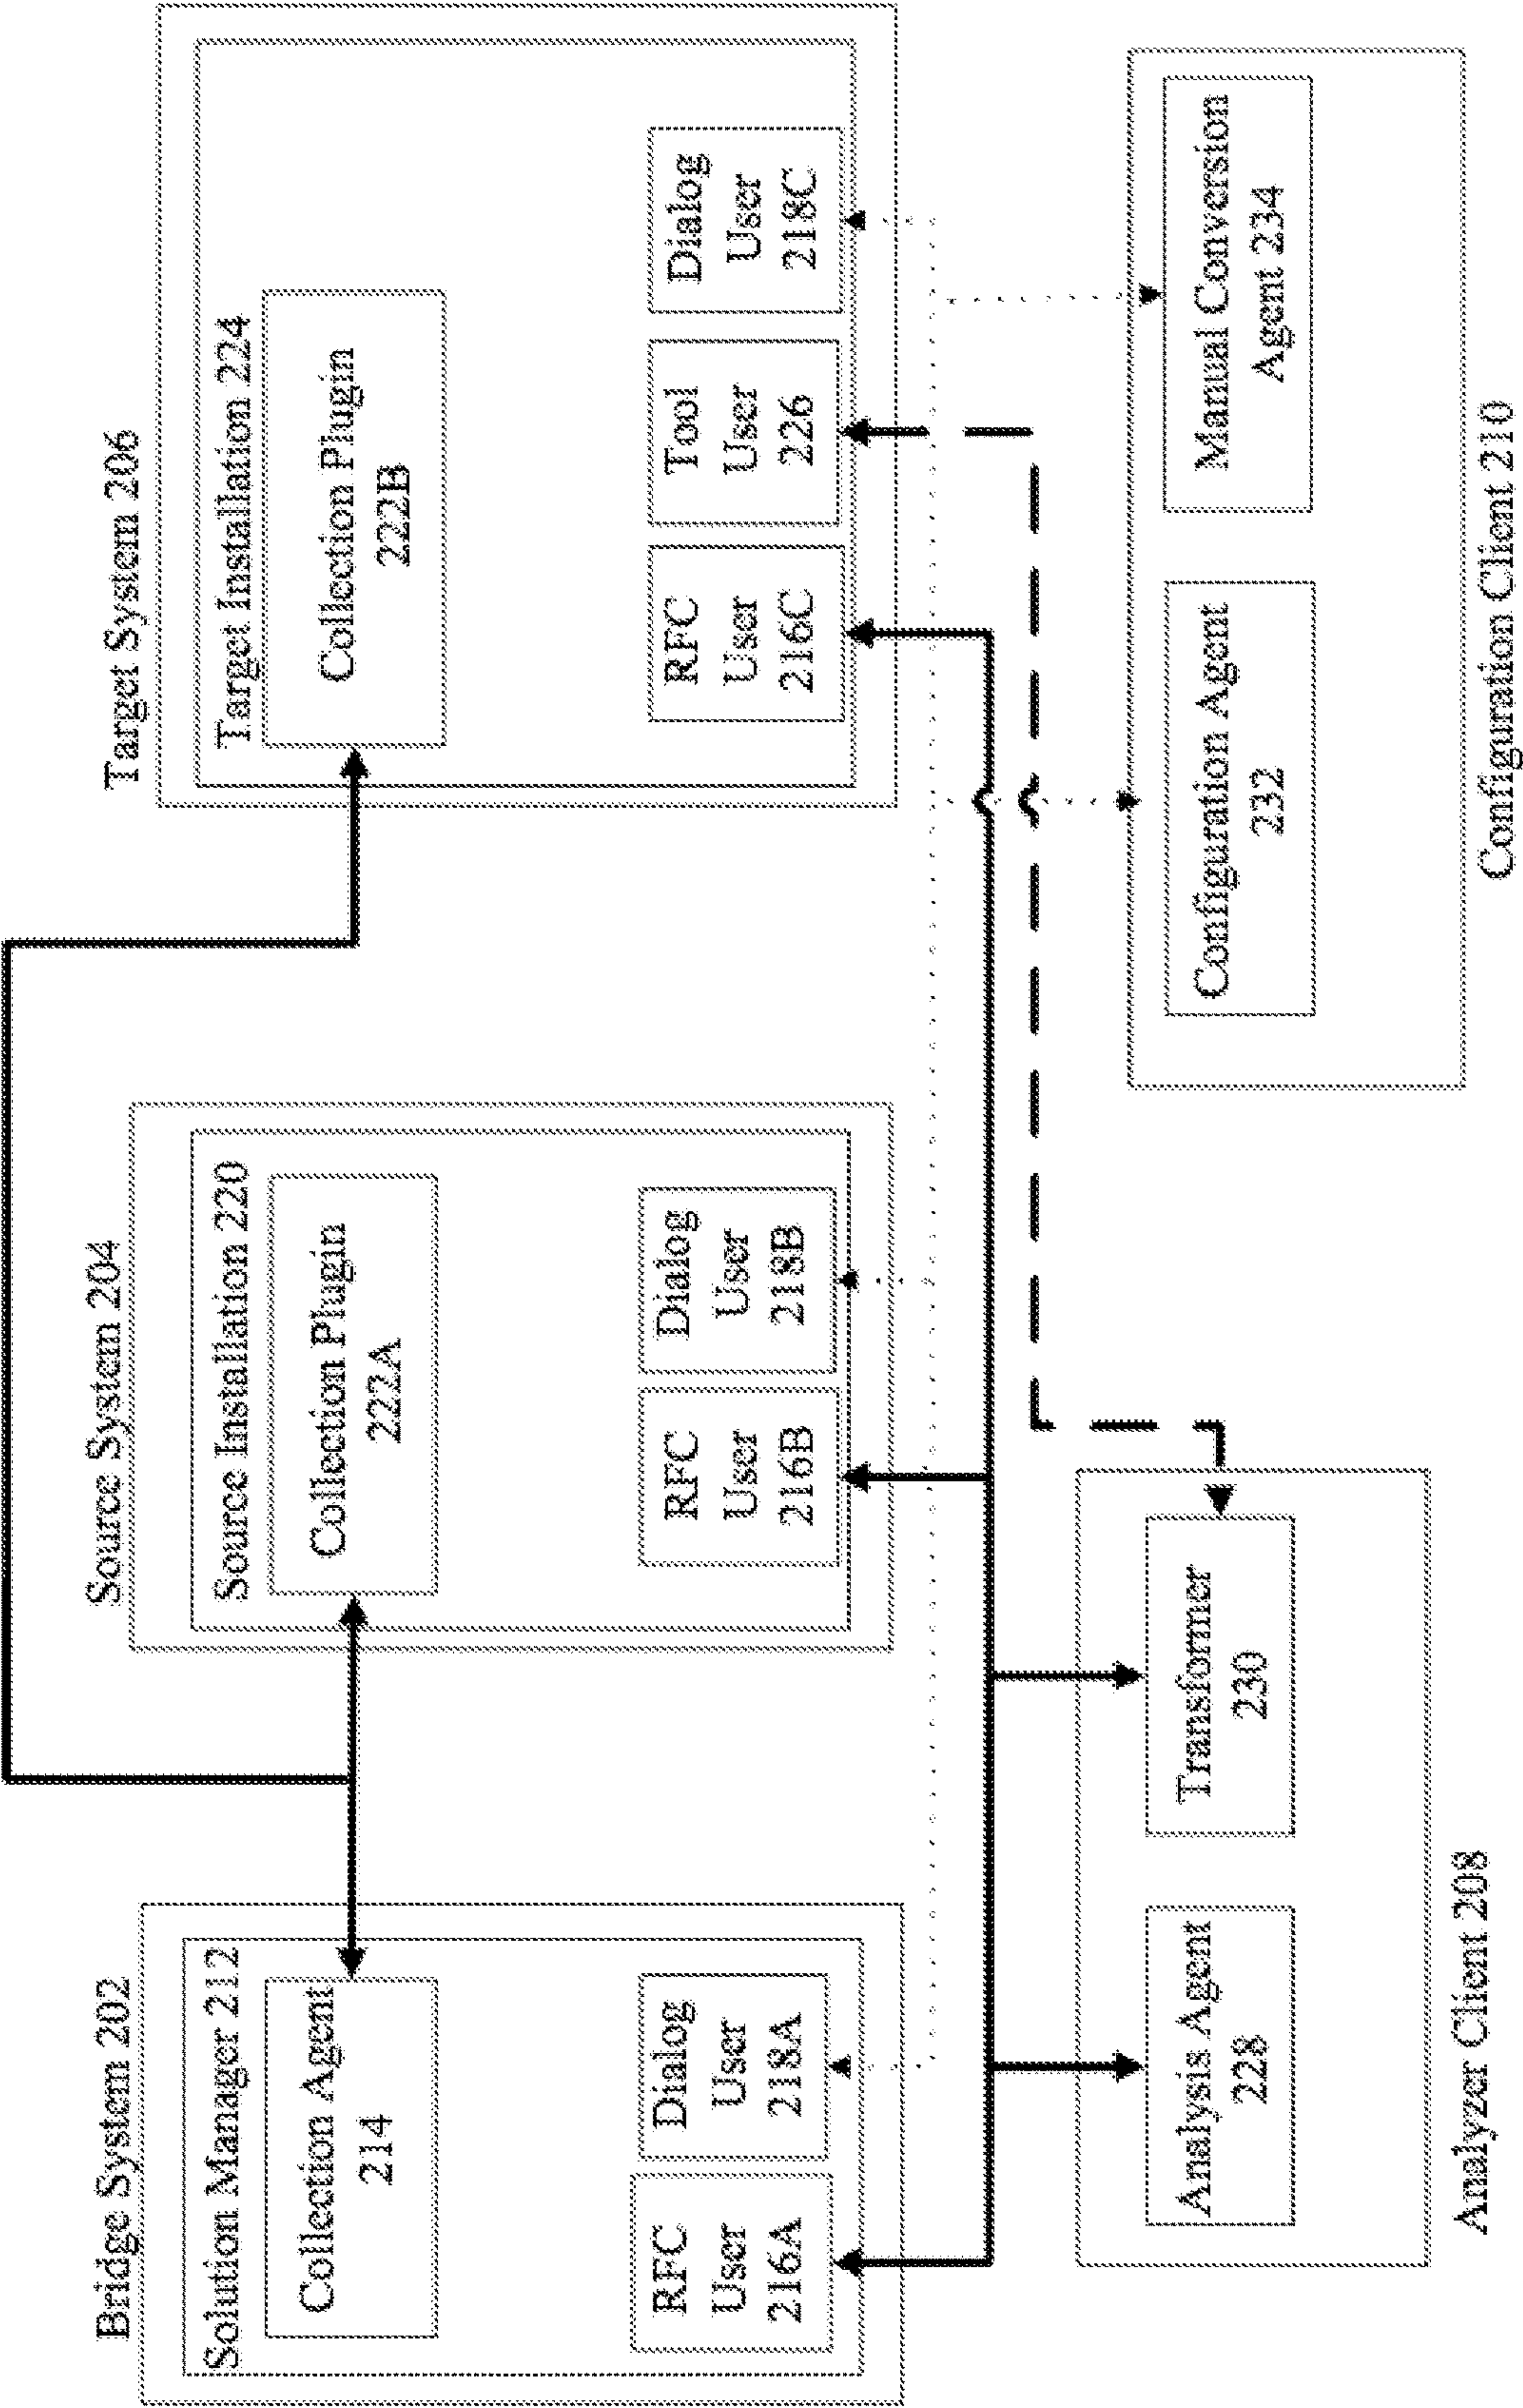 Bridge System 202
Solution Manager 212
Collection Agent
214
RFC
User
216A
Dialog
User
218A
Source System 204
Source Installation 220
Collection Plugin
222A
RFC
User
216B
Dialog
User
218B
Target System 206
Target Installation 224
Collection Plugin
222B
RFC
User
216C
Tool
User
226
Dialog
User
218C
Analysis Agent
228
Transformer
230
Analyzer Client 208
Configuration Agent
232
Manual Conversion
Agent 234
Configuration Client 210